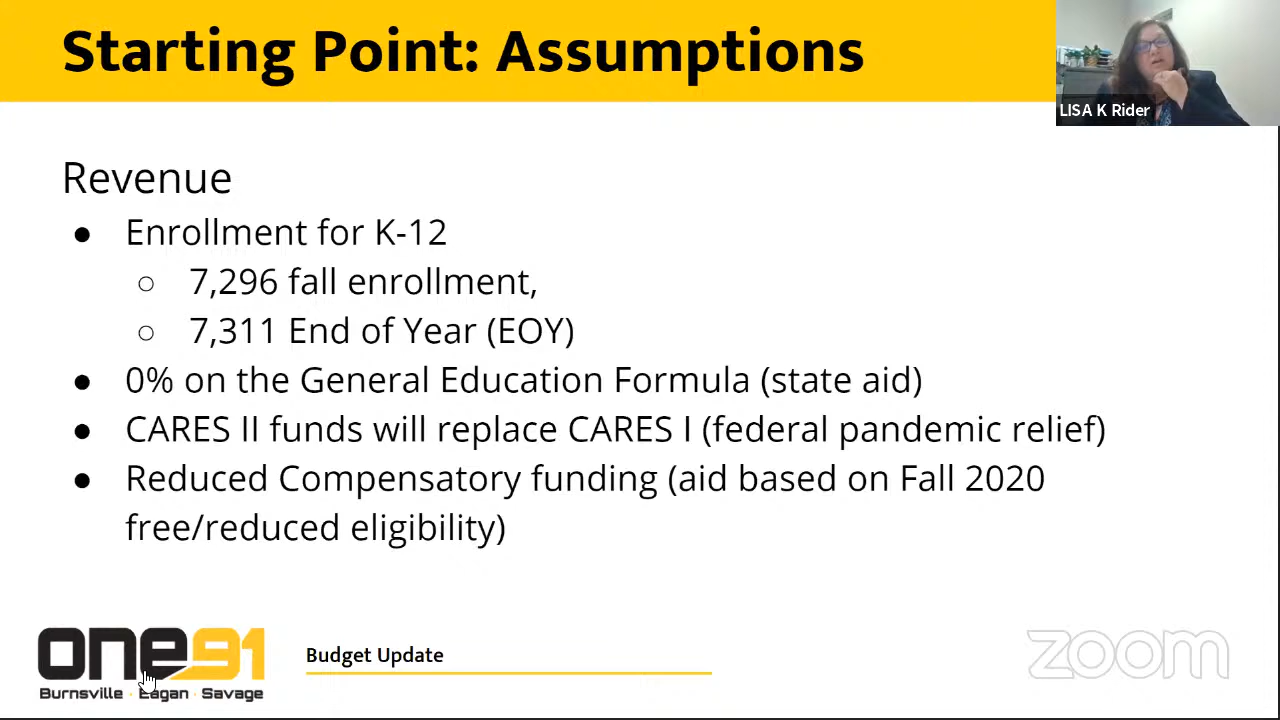 Starting Point: Assumptions
LISA K Rider
Revenue
● Enrollment for K-12
○ 7,296 fall enrollment,
○ 7,311 End of Year (EOY)
● 0% on the General Education Formula (state aid)
● CARES II funds will replace CARES I (federal pandemic relief)
● Reduced Compensatory funding (aid based on Fall 2020
free/reduced eligibility)
one91
Burnsville · Eagan · Savage
Budget Update
zoom